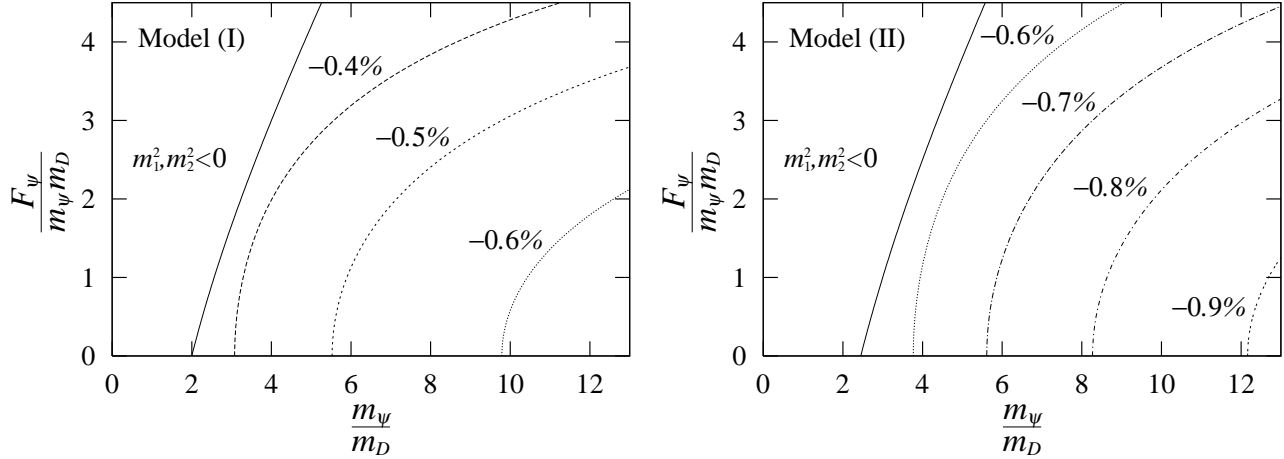 Model (I)
−0.4%
−0.5%
−0.6%
m₁²,m₂²<0
F_ψ
m_ψ m_D
0
1
2
3
4
0 2 4 6 8 10 12
m_ψ
m_D
Model (II)
−0.6%
−0.7%
−0.8%
−0.9%
m₁²,m₂²<0
F_ψ
m_ψ m_D
0
1
2
3
4
0 2 4 6 8 10 12
m_ψ
m_D